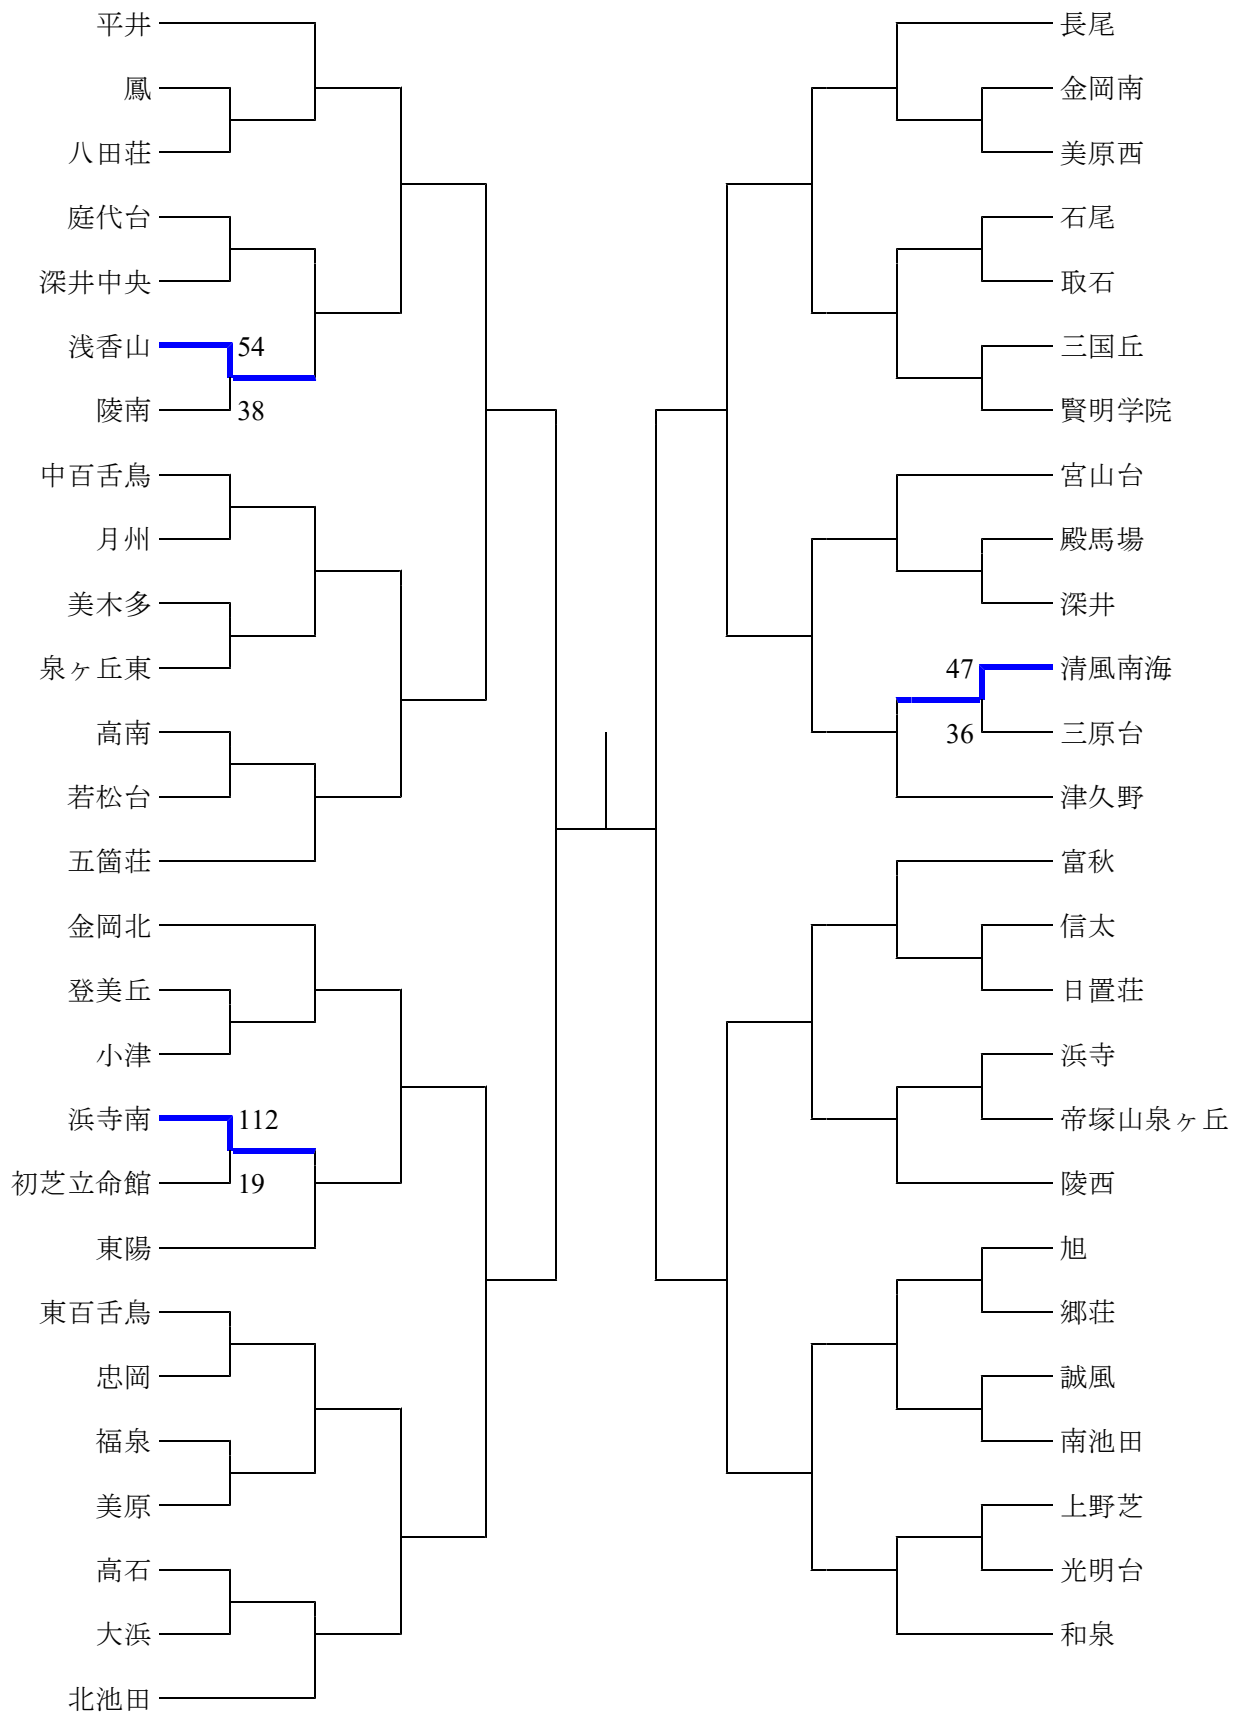 平井
鳳
八田荘
庭代台
深井中央
浅香山
54
陵南
38
中百舌鳥
月州
美木多
泉ヶ丘東
高南
若松台
五箇荘
金岡北
登美丘
小津
浜寺南
112
初芝立命館
19
東陽
東百舌鳥
忠岡
福泉
美原
高石
大浜
北池田
長尾
金岡南
美原西
石尾
取石
三国丘
賢明学院
宮山台
殿馬場
深井
47
清風南海
36
三原台
津久野
富秋
信太
日置荘
浜寺
帝塚山泉ヶ丘
陵西
旭
郷荘
誠風
南池田
上野芝
光明台
和泉